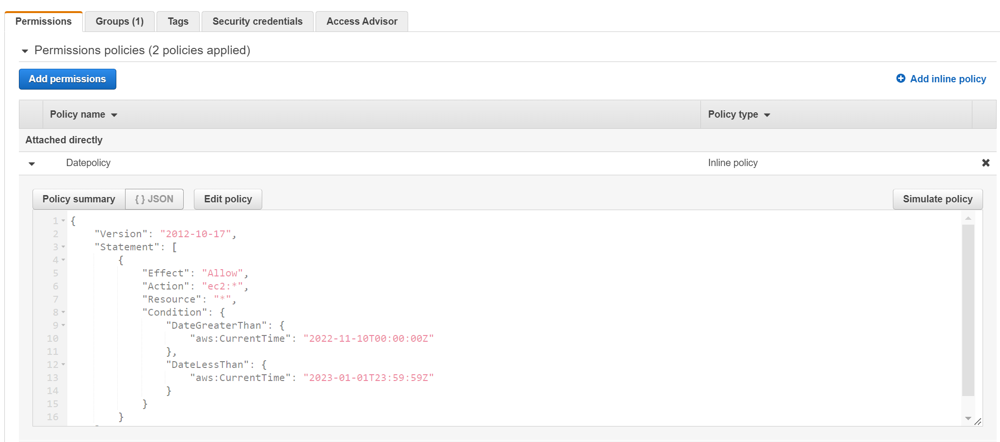 Permissions Groups (1) Tags Security credentials Access Advisor
Permissions policies (2 policies applied)
Add permissions Add inline policy
Policy name Policy type
Attached directly
Datepolicy Inline policy
Policy summary { } JSON Edit policy Simulate policy
1 {
2 "Version": "2012-10-17",
3 "Statement": [
4 {
5 "Effect": "Allow",
6 "Action": "ec2:*",
7 "Resource": "*",
8 "Condition": {
9 "DateGreaterThan": {
10 "aws:CurrentTime": "2022-11-10T00:00:00Z"
11 },
12 "DateLessThan": {
13 "aws:CurrentTime": "2023-01-01T23:59:59Z"
14 }
15 }
16 }